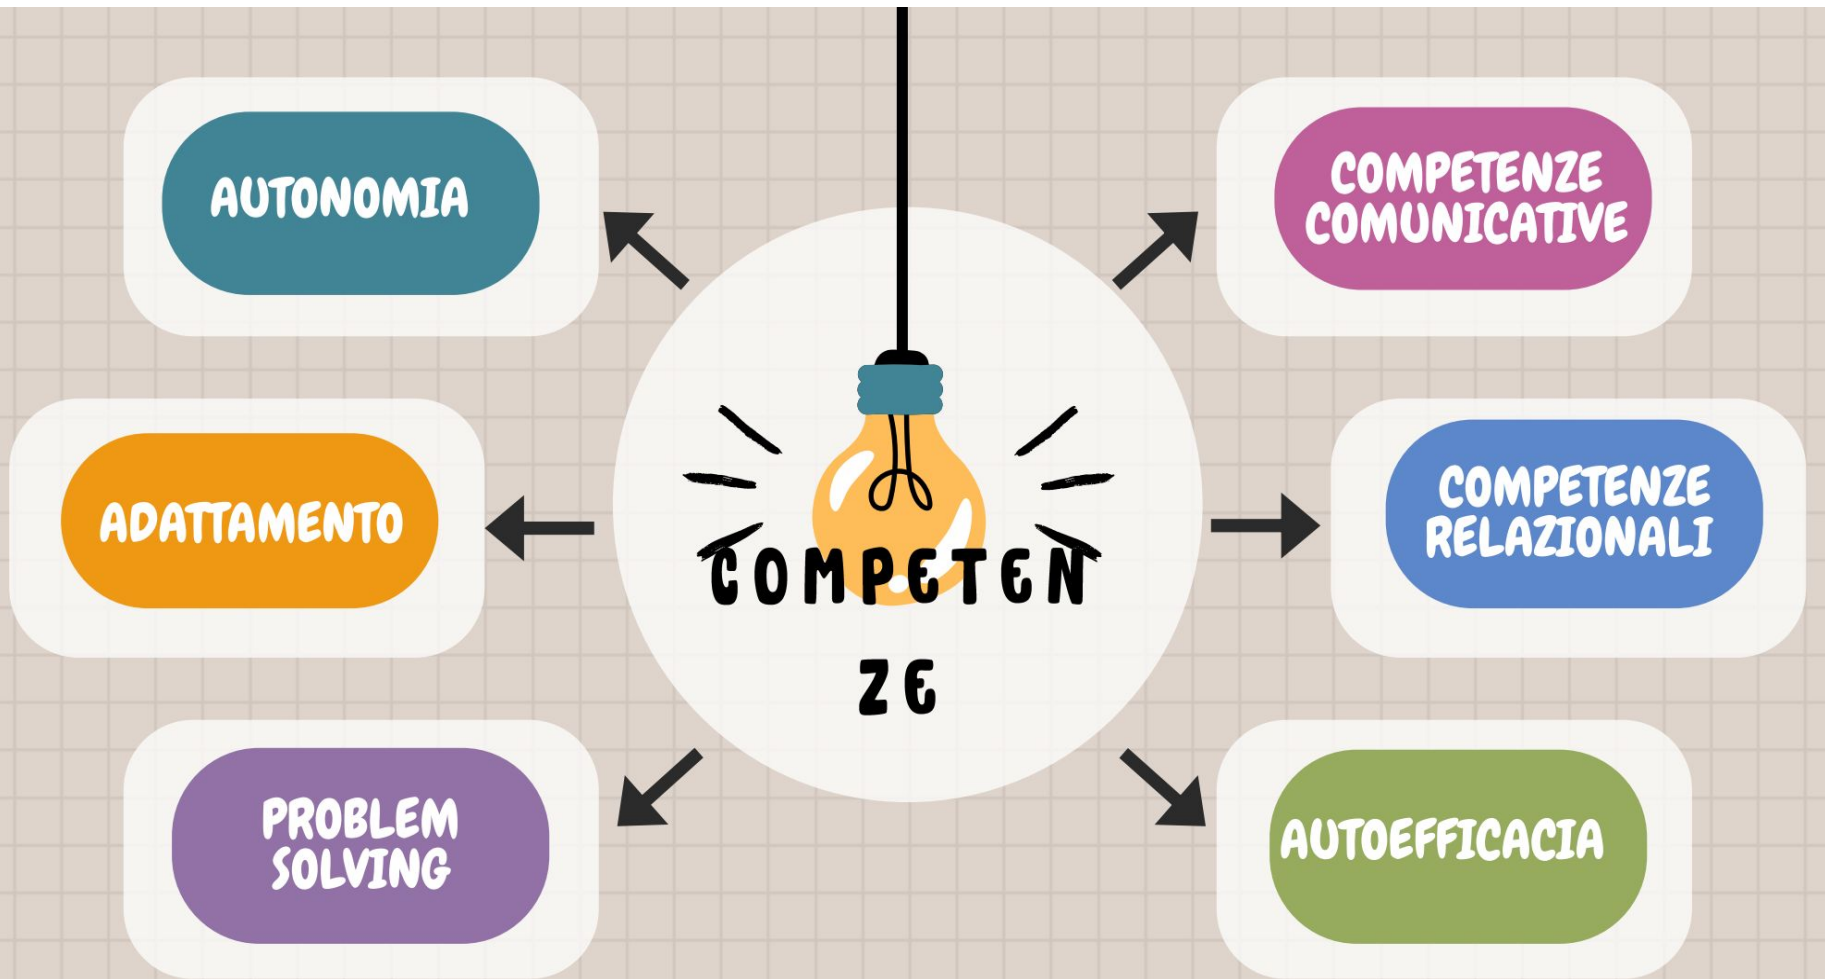 AUTONOMIA
COMPETENZE
COMUNICATIVE
ADATTAMENTO
COMPETEN
ZE
COMPETENZE
RELAZIONALI
PROBLEM
SOLVING
AUTOEFFICACIA